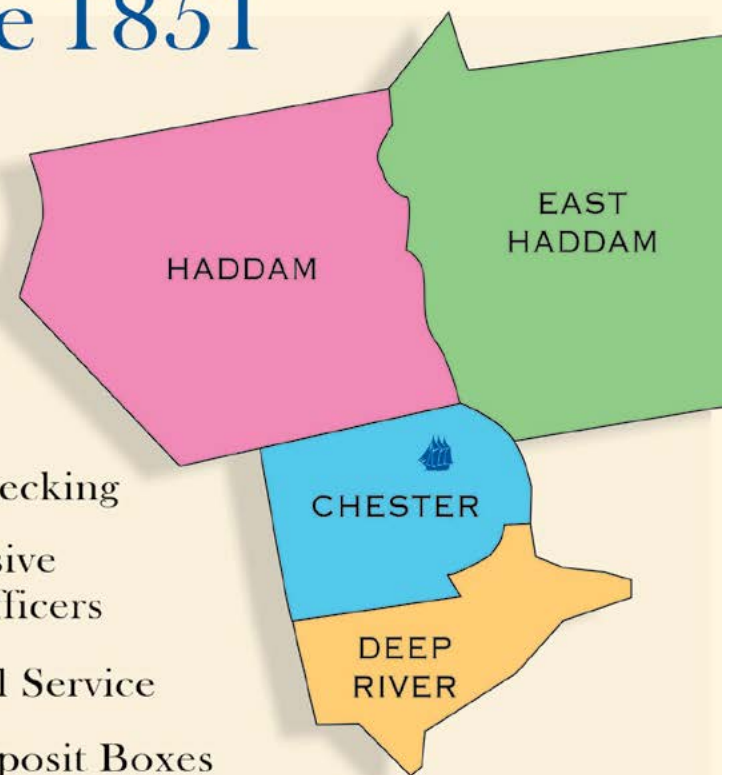 e 1851
EAST
HADDAM
HADDAM
CHESTER
ecking
sive
fficers
DEEP
RIVER
l Service
posit Boxes